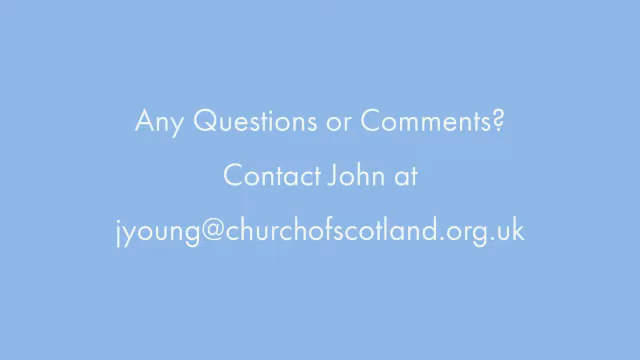 Any Questions or Comments?
Contact John at
jyoung@churchofscotland.org.uk